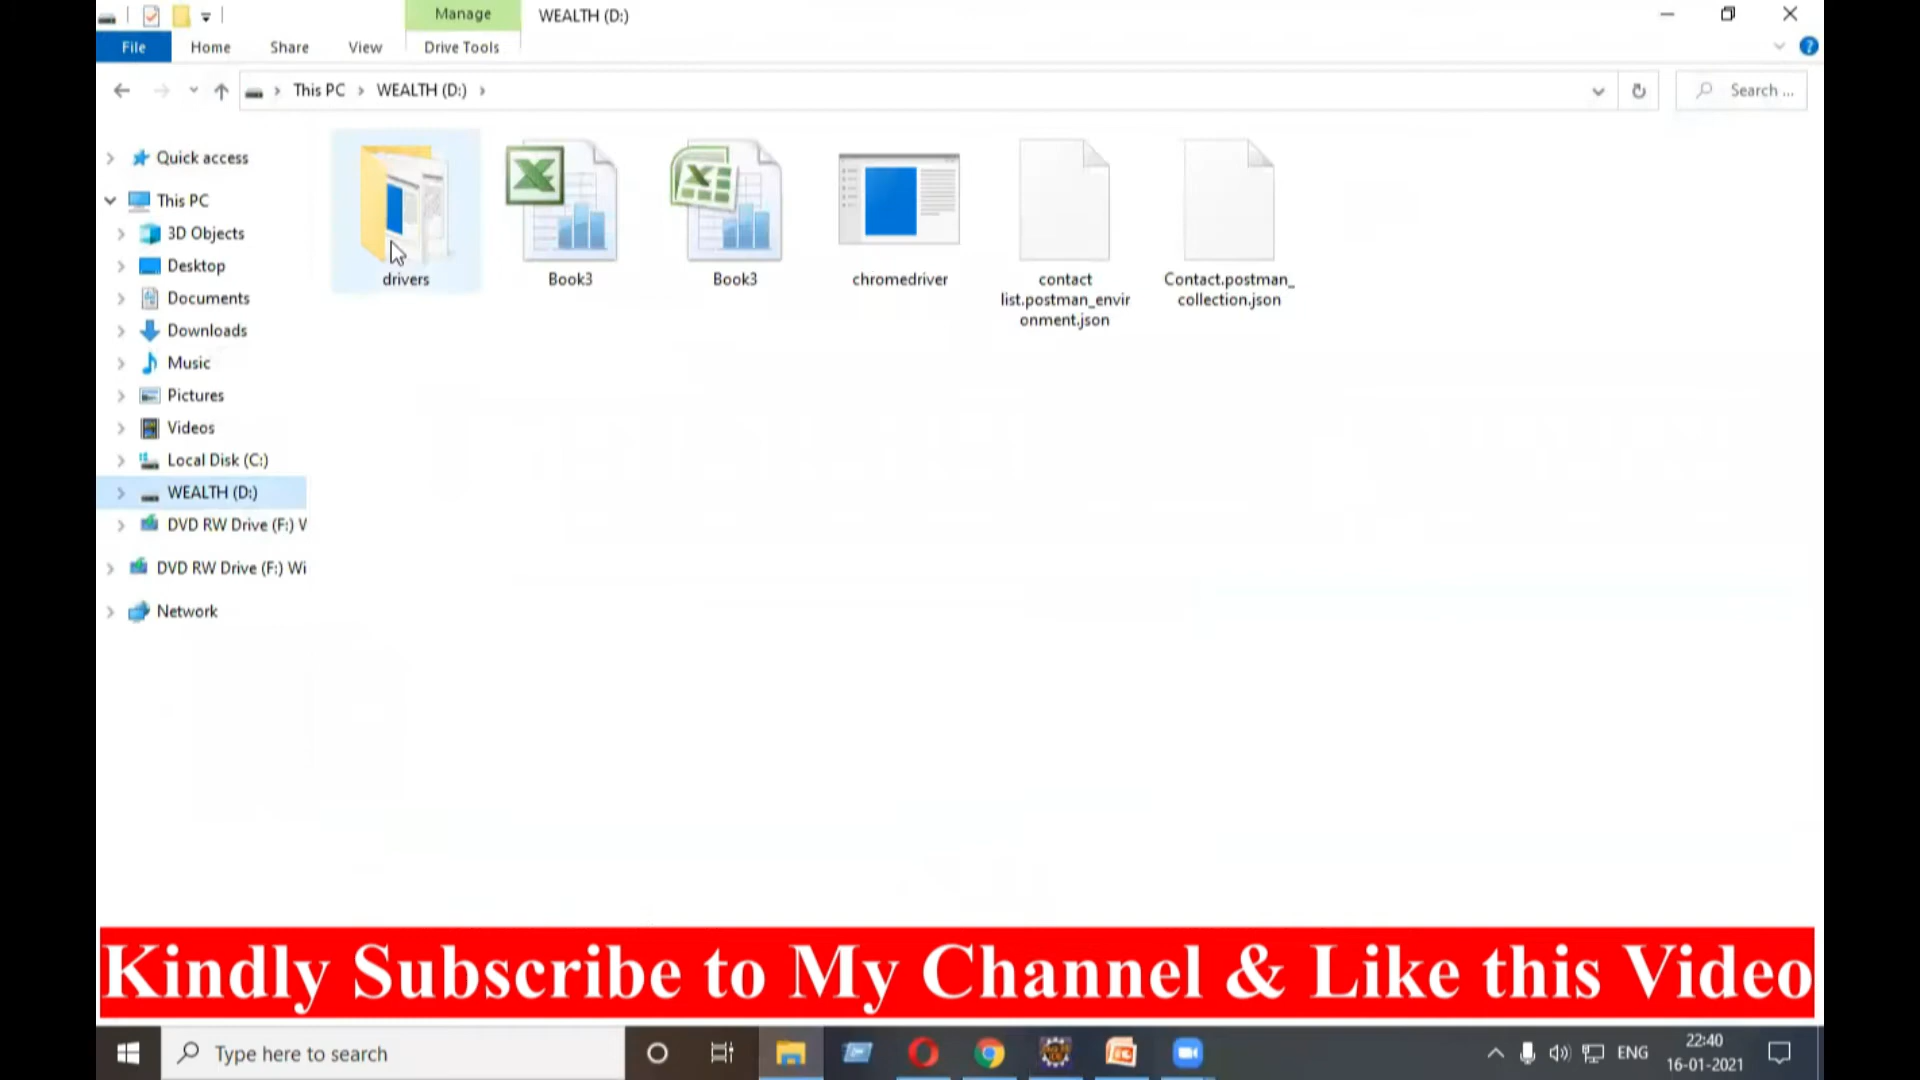 Manage
WEALTH (D:)
File
Home
Share
View
Drive Tools
This PC
WEALTH (D:)
Search ...
Quick access
This PC
3D Objects
Desktop
Documents
Downloads
Music
Pictures
Videos
Local Disk (C:)
WEALTH (D:)
DVD RW Drive (F:) V
DVD RW Drive (F:) Wi
Network
drivers
Book3
Book3
chromedriver
contact
list.postman_envir
onment.json
Contact.postman_
collection.json
Kindly Subscribe to My Channel & Like this Video
Type here to search
ENG
22:40
16-01-2021